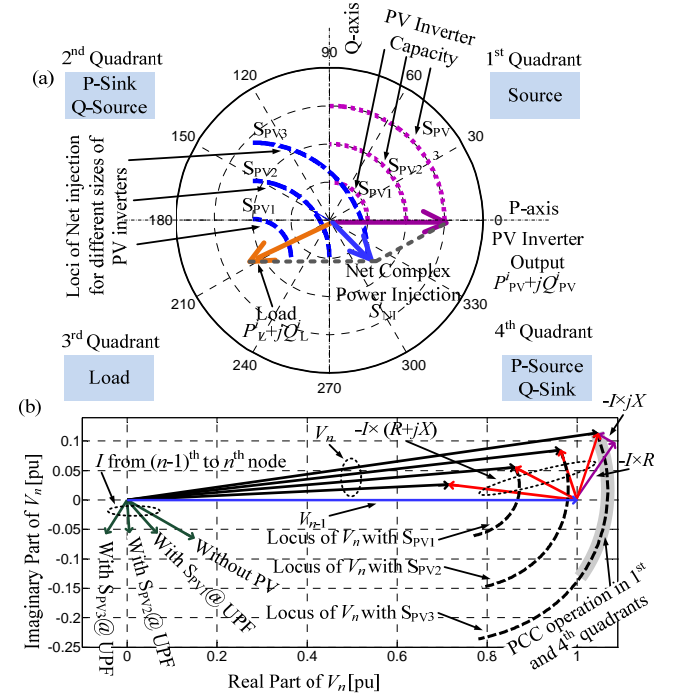 (a)
2nd Quadrant
P-Sink
Q-Source
1st Quadrant
Source
Q-axis
PV Inverter
Capacity
90
60
30
0
120
150
180
210
240
270
300
330
SPV
SPV2
3
SPV1
SPV3
SPV2
SPV1
Loci of Net injection
for different sizes of
PV inverters
P-axis
PV Inverter
Output
PiPV+jQiPV
Net Complex
Power Injection
Load
PiL+jQiL
3rd Quadrant
Load
4th Quadrant
P-Source
Q-Sink
(b)
-I×jX
-I×R
-I×(R+jX)
Vn
I from (n-1)th to nth node
Vn-1
Locus of Vn with SPV1
Locus of Vn with SPV2
Locus of Vn with SPV3
Without PV
With SPV1@ UPF
With SPV2@ UPF
With SPV3@ UPF
PCC operation in 1st
and 4th quadrants
Imaginary Part of Vn[pu]
0.1
0.05
0
-0.05
-0.1
-0.15
-0.2
-0.25
0
0.2
0.4
0.6
0.8
1
Real Part of Vn[pu]